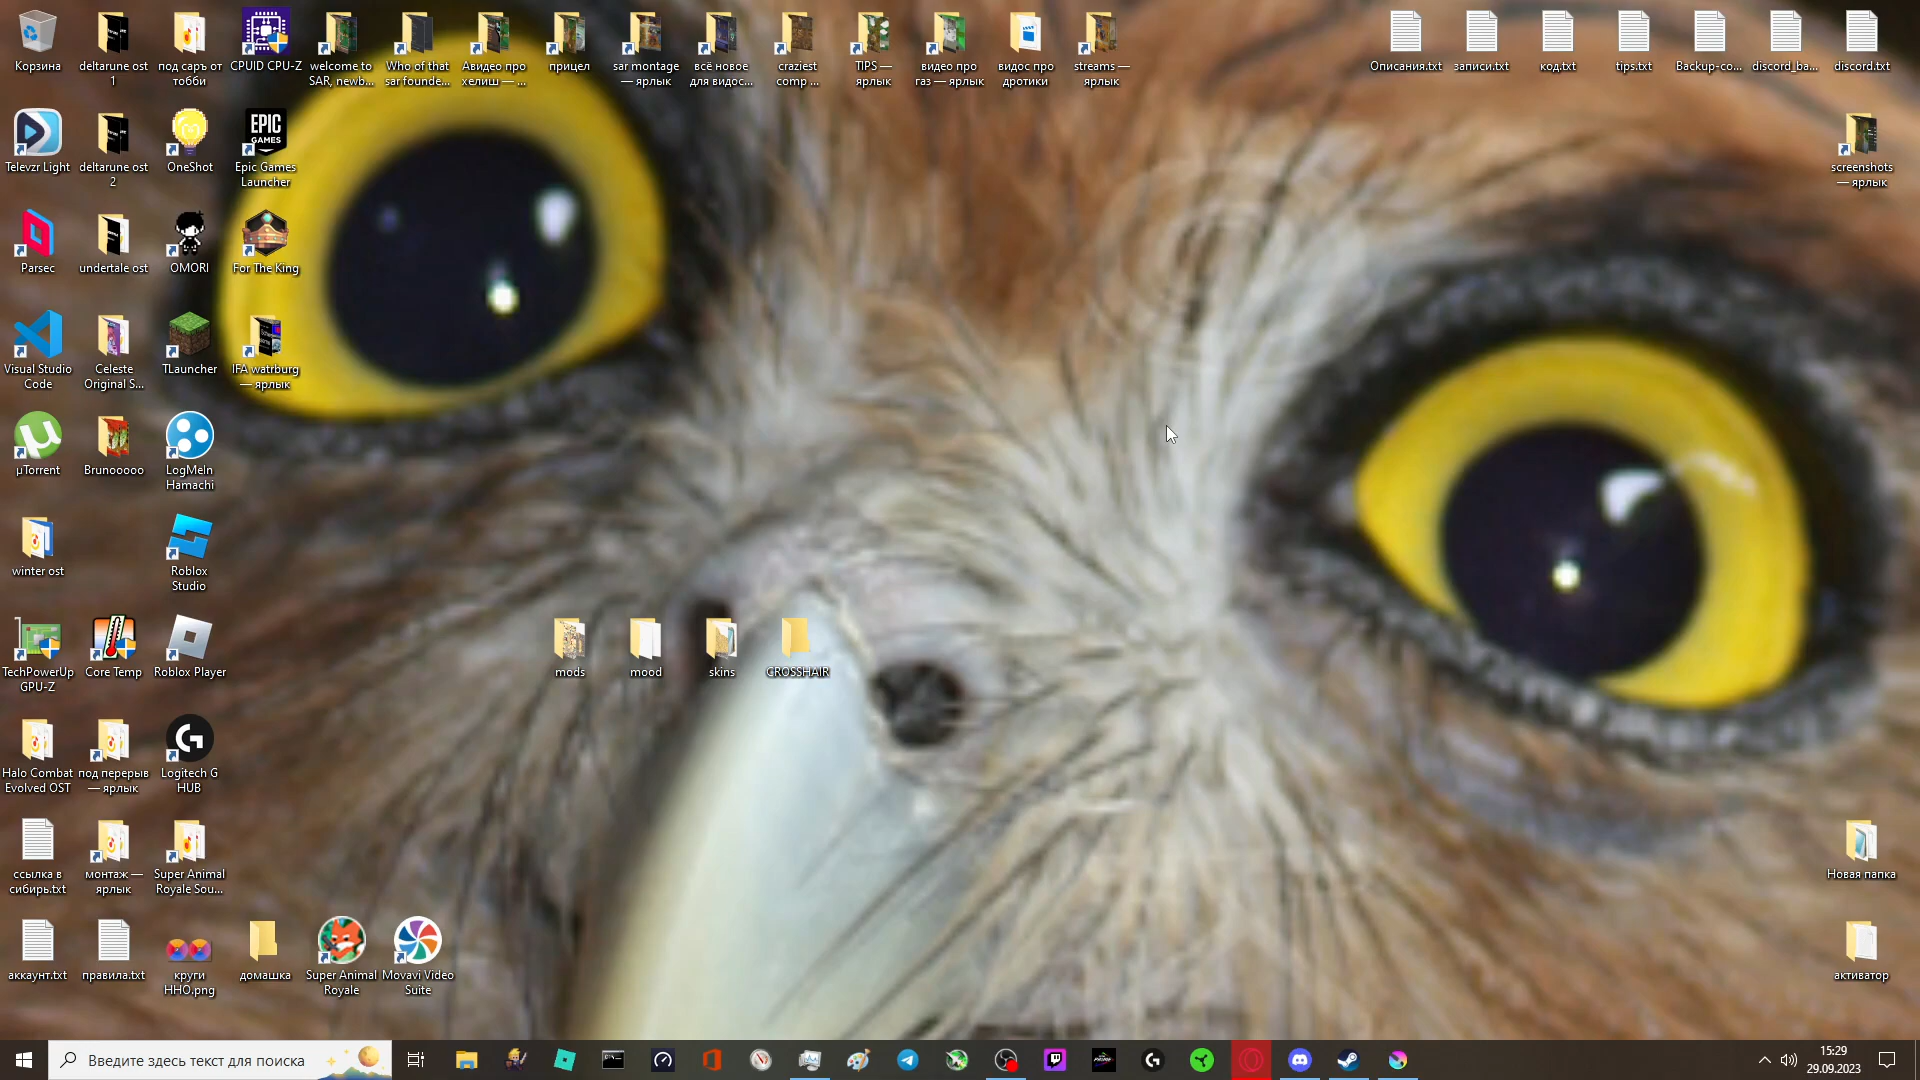 Корзина
deltarune ost
1
под саръ от
тобби
CPUID CPU-Z
welcome to
SAR, newb...
Who of that
sar founde...
Авидео про
хелиш — ...
прицел
sar montage
— ярлык
всё новое
для видос...
craziest
comp ...
TIPS —
ярлык
видео про
газ — ярлык
видос про
дротики
streams —
ярлык
Описания.txt
записи.txt
код.txt
tips.txt
Backup-co...
discord_ba...
discord.txt
Televzr Light
deltarune ost
2
OneShot
EPIC
GAMES
Epic Games
Launcher
screenshots
— ярлык
Parsec
undertale ost
OMORI
For The King
Visual Studio
Code
Celeste
Original S...
TLauncher
IFA watrburg
— ярлык
µTorrent
Brunooooo
LogMeIn
Hamachi
winter ost
Roblox
Studio
TechPowerUp
GPU-Z
Core Temp
Roblox Player
mods
mood
skins
CROSSHAIR
Halo Combat
Evolved OST
под перерыв
— ярлык
Logitech G
HUB
ссылка в
сибирь.txt
монтаж —
ярлык
Super Animal
Royale Sou...
Новая папка
аккаунт.txt
правила.txt
круги
ННО.png
домашка
Super Animal
Royale
Movavi Video
Suite
активатор
Введите здесь текст для поиска
15:29
29.09.2023